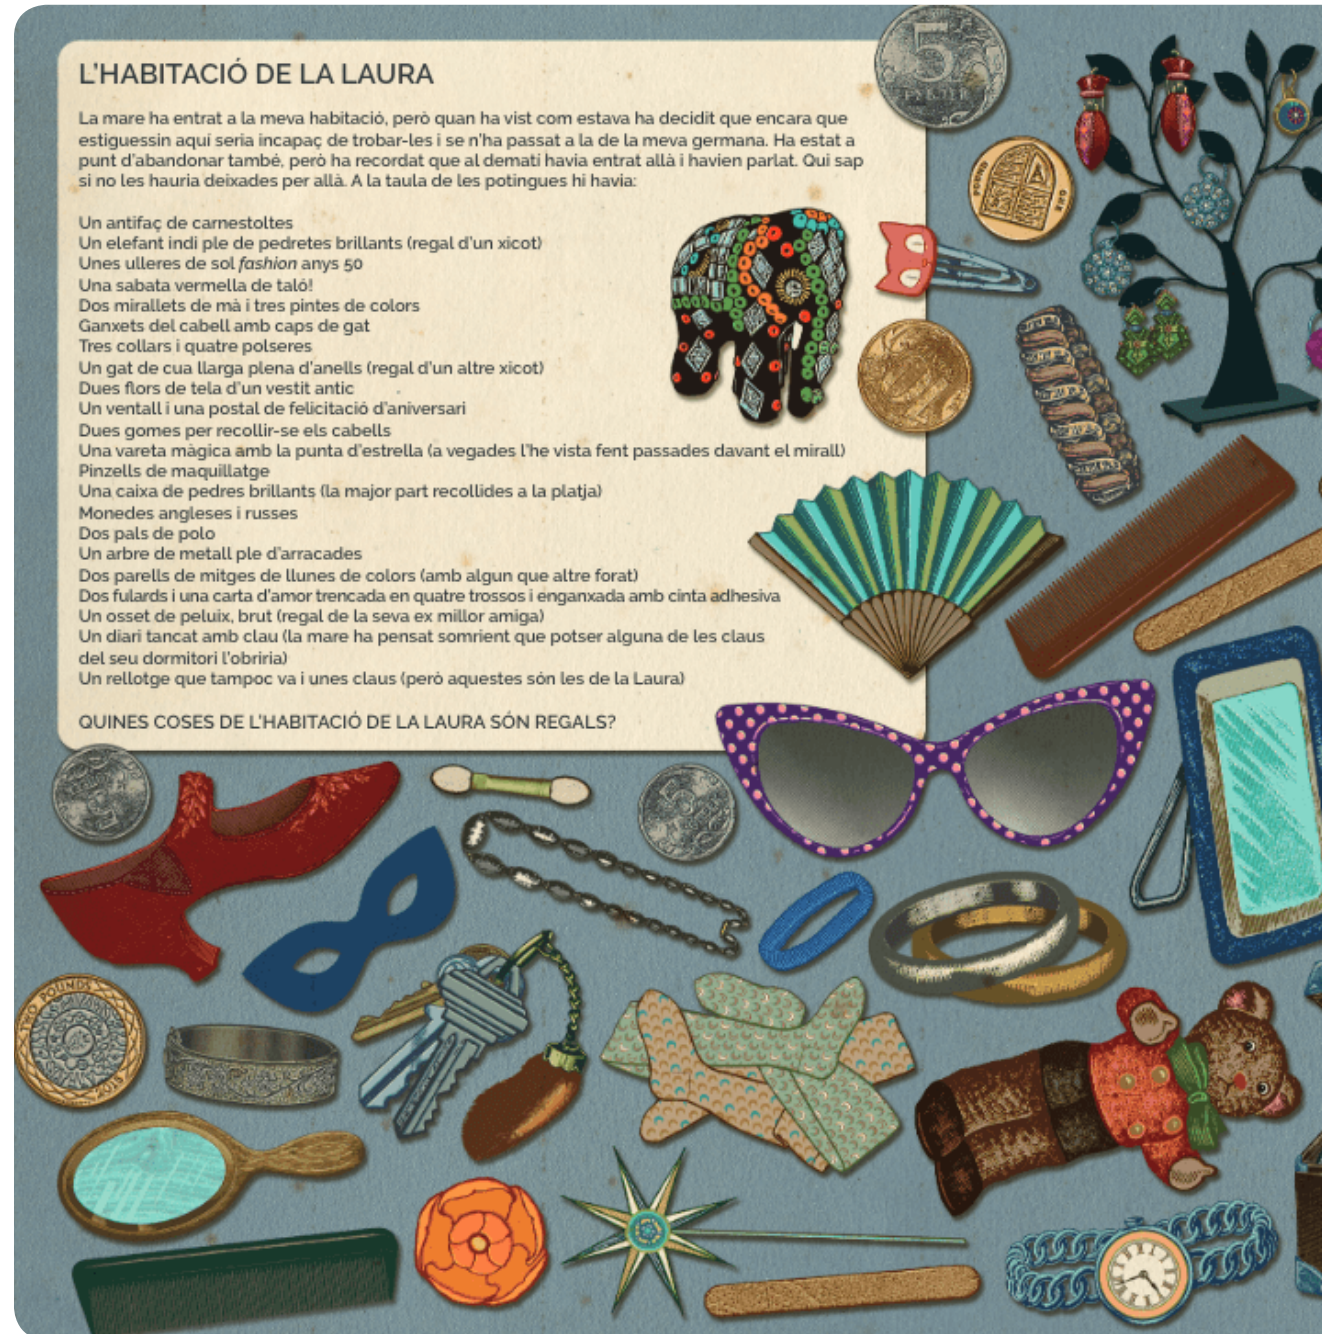 L'HABITACIÓ DE LA LAURA
La mare ha entrat a la meva habitació, però quan ha vist com estava ha decidit que encara que
estiguessin aquí seria incapaç de trobar-les i se n'ha passat a la de la meva germana. Ha estat a
punt d'abandonar també, però ha recordat que al dematí havia entrat allà i havien parlat. Qui sap
si no les hauria deixades per allà. A la taula de les potingues hi havia:
Un antifaç de carnestoltes
Un elefant indi ple de pedretes brillants (regal d'un xicot)
Unes ulleres de sol fashion anys 50
Una sabata vermella de taló!
Dos mirallets de mà i tres pintes de colors
Ganxets del cabell amb caps de gat
Tres collars i quatre polseres
Un gat de cua llarga plena d'anells (regal d'un altre xicot)
Dues flors de tela d'un vestit antic
Un ventall i una postal de felicitació d'aniversari
Dues gomes per recollir-se els cabells
Una vareta màgica amb la punta d'estrella (a vegades l'he vista fent passades davant el mirall)
Pinzells de maquillatge
Una caixa de pedres brillants (la major part recollides a la platja)
Monedes angleses i russes
Dos pals de polo
Un arbre de metall ple d'arracades
Dos parells de mitges de llunes de colors (amb algun que altre forat)
Dos fulards i una carta d'amor trencada en quatre trossos i enganxada amb cinta adhesiva
Un osset de peluix, brut (regal de la seva ex millor amiga)
Un diari tancat amb clau (la mare ha pensat somrient que potser alguna de les claus
del seu dormitori l'obriria)
Un rellotge que tampoc va i unes claus (però aquestes són les de la Laura)
QUINES COSES DE L'HABITACIÓ DE LA LAURA SÓN REGALS?
5
ONE
POUND
5
5
TWO POUNDS
2015